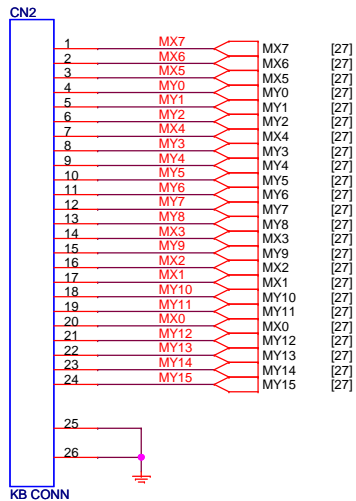 CN2
1 MX7 MX7 [27]
2 MX6 MX6 [27]
3 MX5 MX5 [27]
4 MY0 MY0 [27]
5 MY1 MY1 [27]
6 MY2 MY2 [27]
7 MX4 MX4 [27]
8 MY3 MY3 [27]
9 MY4 MY4 [27]
10 MY5 MY5 [27]
11 MY6 MY6 [27]
12 MY7 MY7 [27]
13 MY8 MY8 [27]
14 MX3 MX3 [27]
15 MY9 MY9 [27]
16 MX2 MX2 [27]
17 MX1 MX1 [27]
18 MY10 MY10 [27]
19 MY11 MY11 [27]
20 MX0 MX0 [27]
21 MY12 MY12 [27]
22 MY13 MY13 [27]
23 MY14 MY14 [27]
24 MY15 MY15 [27]
25
26
KB CONN